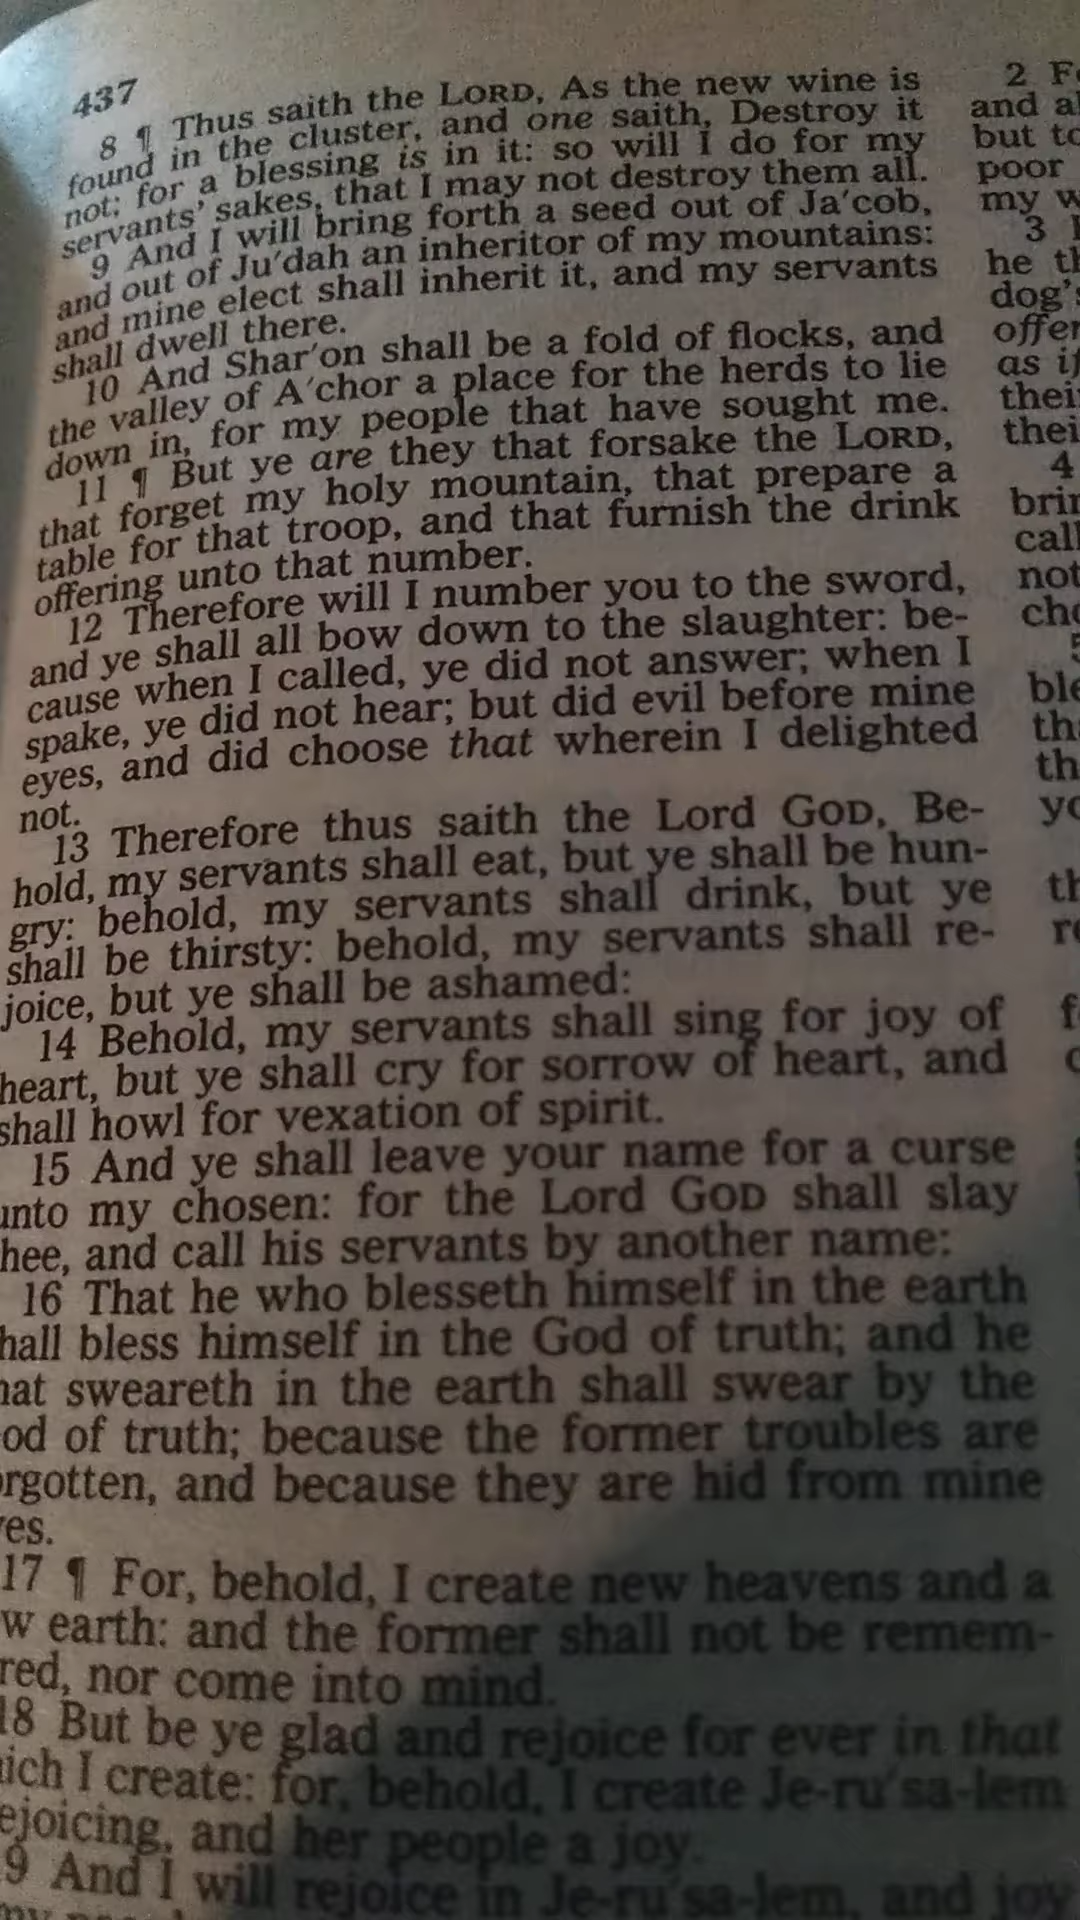 437
8 ¶ Thus saith the LORD, As the new wine is
found in the cluster, and one saith, Destroy it
not; for a blessing is in it: so will I do for my
servants' sakes, that I may not destroy them all.
9 And I will bring forth a seed out of Ja'cob,
and out of Ju'dah an inheritor of my mountains:
and mine elect shall inherit it, and my servants
shall dwell there.
10 And Shar'on shall be a fold of flocks, and
the valley of A'chor a place for the herds to lie
down in, for my people that have sought me.
11 ¶ But ye are they that forsake the LORD,
that forget my holy mountain, that prepare a
table for that troop, and that furnish the drink
offering unto that number.
12 Therefore will I number you to the sword,
and ye shall all bow down to the slaughter: be-
cause when I called, ye did not answer; when I
spake, ye did not hear; but did evil before mine
eyes, and did choose that wherein I delighted
not.
13 Therefore thus saith the Lord GOD, Be-
hold, my servants shall eat, but ye shall be hun-
gry: behold, my servants shall drink, but ye
shall be thirsty: behold, my servants shall re-
joice, but ye shall be ashamed:
14 Behold, my servants shall sing for joy of
heart, but ye shall cry for sorrow of heart, and
shall howl for vexation of spirit.
15 And ye shall leave your name for a curse
unto my chosen: for the Lord GOD shall slay
hee, and call his servants by another name:
16 That he who blesseth himself in the earth
hall bless himself in the God of truth; and he
hat sweareth in the earth shall swear by the
od of truth; because the former troubles are
orgotten, and because they are hid from mine
yes.
17 ¶ For, behold, I create new heavens and a
w earth: and the former shall not be remem-
red, nor come into mind.
18 But be ye glad and rejoice for ever in that
ich I create: for, behold, I create Je-ru'sa-lem
ejoicing, and her people a joy.
9 And I will rejoice in Je-ru'sa-lem, and joy
2 F
and a
but to
poor
my w
3
he th
dog's
offer
as if
thei
thei
4
brin
call
not
cho
5
ble
tha
th
yo
th
re
f